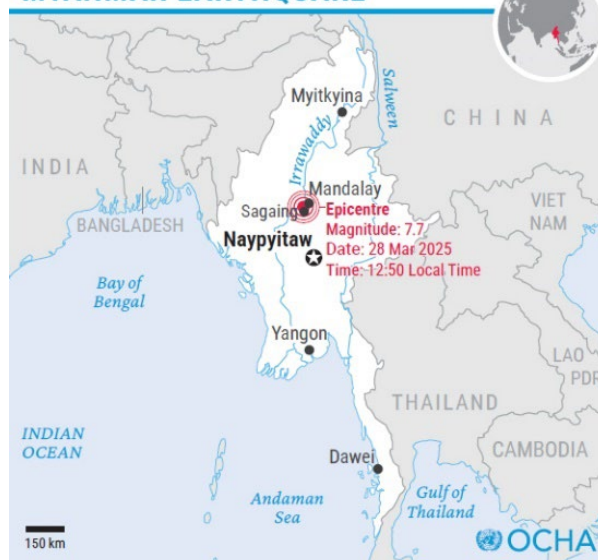 Myitkyina
Salween
CHINA
Irrawaddy
INDIA
Mandalay
Sagaing
Epicentre
Magnitude: 7.7
Date: 28 Mar 2025
Time: 12:50 Local Time
VIET
NAM
BANGLADESH
Naypyitaw
Bay of
Bengal
Yangon
LAO
PDR
THAILAND
INDIAN
OCEAN
CAMBODIA
Dawei
Andaman
Sea
Gulf of
Thailand
150 km
OCHA